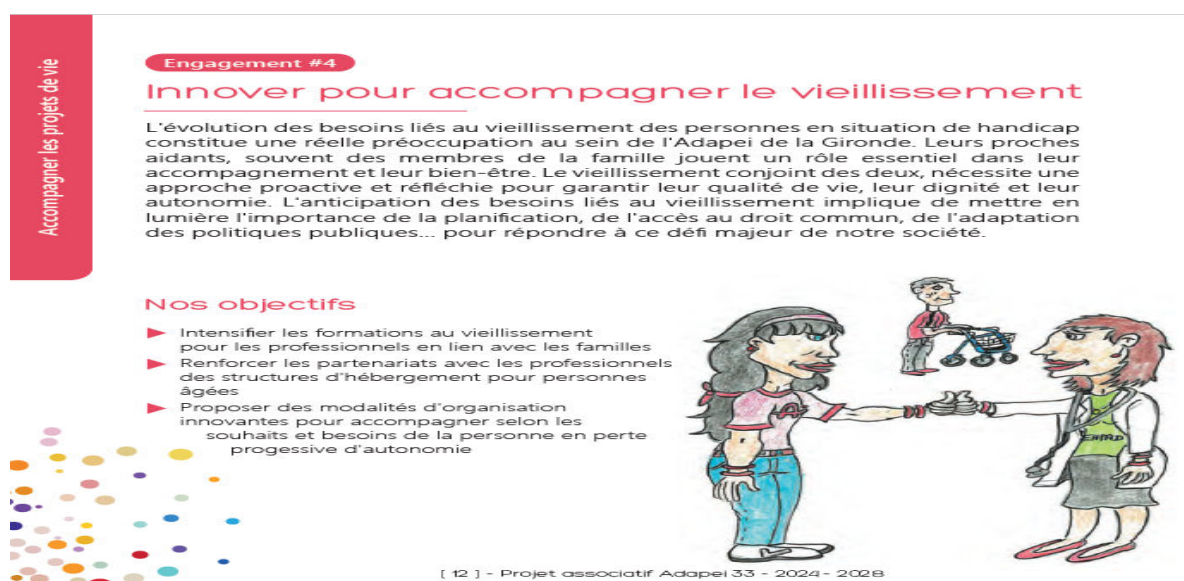 Accompagner les projets de vie
Engagement #4
Innover pour accompagner le vieillissement
L'évolution des besoins liés au vieillissement des personnes en situation de handicap
constitue une réelle préoccupation au sein de l'Adapei de la Gironde. Leurs proches
aidants, souvent des membres de la famille jouent un rôle essentiel dans leur
accompagnement et leur bien-être. Le vieillissement conjoint des deux, nécessite une
approche proactive et réfléchie pour garantir leur qualité de vie, leur dignité et leur
autonomie. L'anticipation des besoins liés au vieillissement implique de mettre en
lumière l'importance de la planification, de l'accès au droit commun, de l'adaptation
des politiques publiques... pour répondre à ce défi majeur de notre société.
Nos objectifs
Intensifier les formations au vieillissement
pour les professionnels en lien avec les familles
Renforcer les partenariats avec les professionnels
des structures d'hébergement pour personnes
âgées
Proposer des modalités d'organisation
innovantes pour accompagner selon les
souhaits et besoins de la personne en perte
progessive d'autonomie
EHPAD
[ 12 ] - Projet associatif Adapei 33 - 2024 - 2028